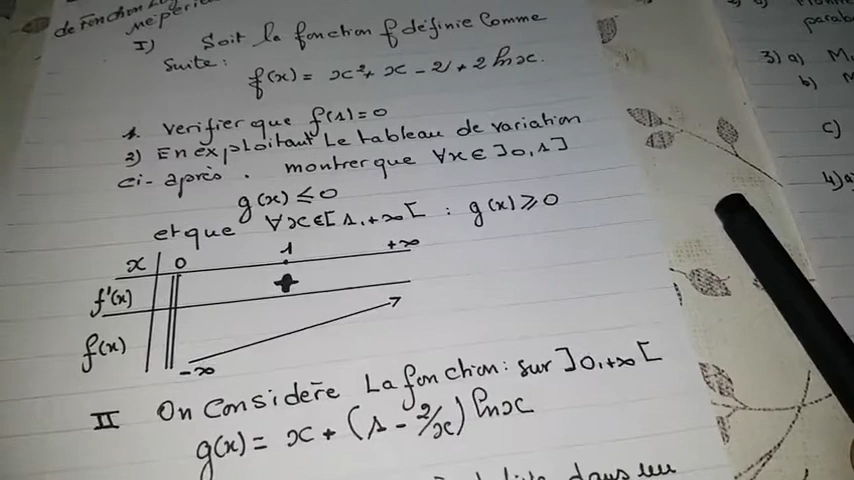 I) Soit la fonction f définie comme
suite :
f(x) = x² + x - 2 + 2 ln x.
1. Verifier que f(1) = 0
2) En exploitant le tableau de variation
ci-après . montrer que ∀x ∈ ]0,1]
g(x) ≤ 0
et que ∀x ∈ [1,+∞[ : g(x) ≥ 0
x 0 1 +∞
f'(x) +
f(x)
-∞
II On considère La fonction : sur ]0,+∞[
g(x) = x + (1 - 2/x) ln x
3) a)
b)
c)
4) a